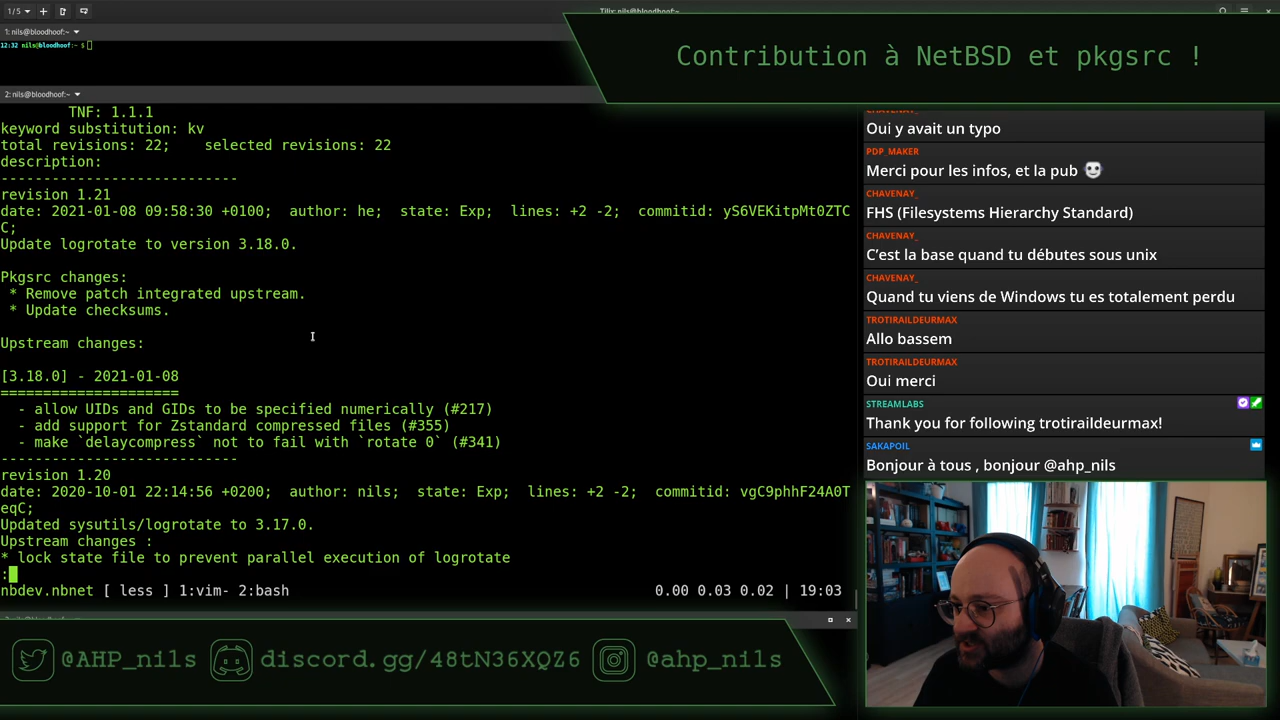 1/5
Tilix: nils@bloodhoof:~
1: nils@bloodhoof:~
12:32 nils@bloodhoof:~ $
2: nils@bloodhoof:~
Contribution à NetBSD et pkgsrc !
TNF: 1.1.1
keyword substitution: kv
total revisions: 22;    selected revisions: 22
description:
----------------------------
revision 1.21
date: 2021-01-08 09:58:30 +0100;  author: he;  state: Exp;  lines: +2 -2;  commitid: yS6VEKitpMt0ZTC
C;
Update logrotate to version 3.18.0.
Pkgsrc changes:
* Remove patch integrated upstream.
* Update checksums.
Upstream changes:
[3.18.0] - 2021-01-08
=====================
- allow UIDs and GIDs to be specified numerically (#217)
- add support for Zstandard compressed files (#355)
- make `delaycompress` not to fail with `rotate 0` (#341)
----------------------------
revision 1.20
date: 2020-10-01 22:14:56 +0200;  author: nils;  state: Exp;  lines: +2 -2;  commitid: vgC9phhF24A0T
eqC;
Updated sysutils/logrotate to 3.17.0.
Upstream changes :
* lock state file to prevent parallel execution of logrotate
:
nbdev.nbnet [ less ] 1:vim- 2:bash
0.00 0.03 0.02 | 19:03
CHAVENAY_
Oui y avait un typo
PDP_MAKER
Merci pour les infos, et la pub
CHAVENAY_
FHS (Filesystems Hierarchy Standard)
CHAVENAY_
C’est la base quand tu débutes sous unix
CHAVENAY_
Quand tu viens de Windows tu es totalement perdu
TROTIRAILDEURMAX
Allo bassem
TROTIRAILDEURMAX
Oui merci
STREAMLABS
Thank you for following trotiraildeurmax!
SAKAPOIL
Bonjour à tous , bonjour @ahp_nils
@AHP_nils
discord.gg/48tN36XQZ6
@ahp_nils